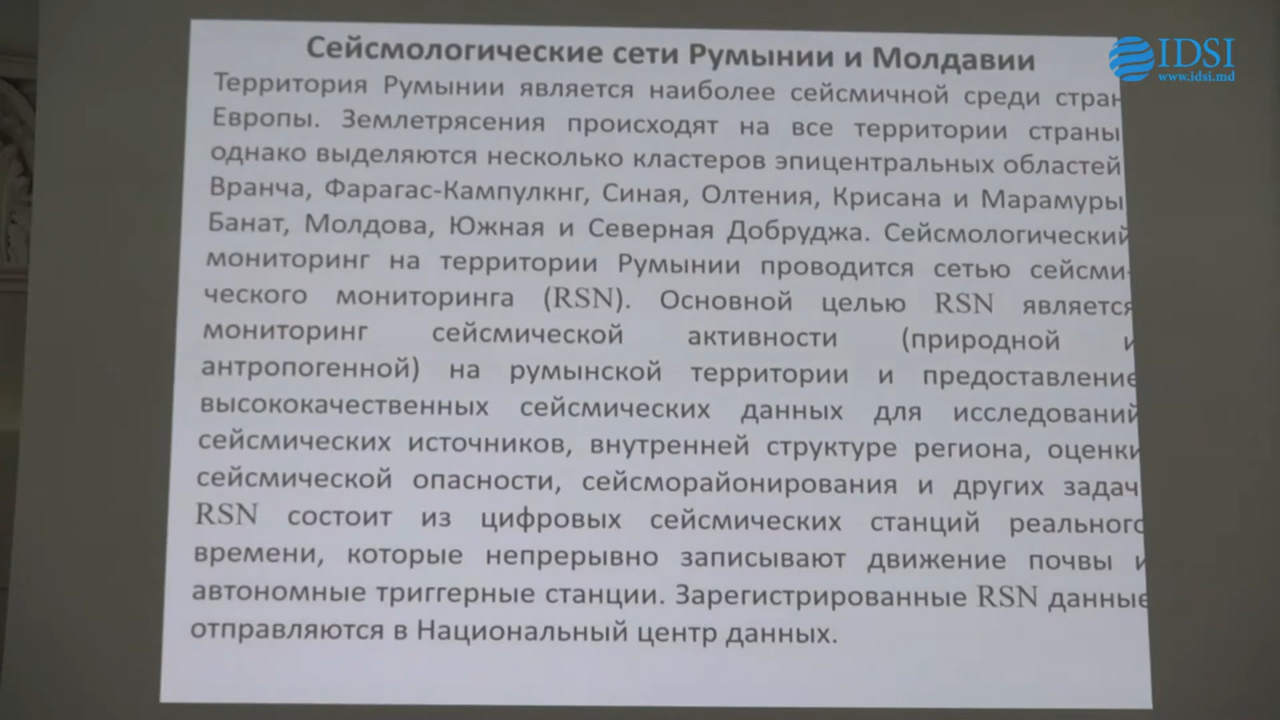 Сейсмологические сети Румынии и Молдавии
IDSI
www.idsi.md
Территория Румынии является наиболее сейсмичной среди стран
Европы. Землетрясения происходят на все территории страны
однако выделяются несколько кластеров эпицентральных областей
Вранча, Фарагас-Кампулкнг, Синая, Олтения, Крисана и Марамуры
Банат, Молдова, Южная и Северная Добруджа. Сейсмологический
мониторинг на территории Румынии проводится сетью сейсми-
ческого мониторинга (RSN). Основной целью RSN является
мониторинг сейсмической активности (природной и
антропогенной) на румынской территории и предоставление
высококачественных сейсмических данных для исследований
сейсмических источников, внутренней структуре региона, оценки
сейсмической опасности, сейсморайонирования и других задач
RSN состоит из цифровых сейсмических станций реального
времени, которые непрерывно записывают движение почвы и
автономные триггерные станции. Зарегистрированные RSN данные
отправляются в Национальный центр данных.